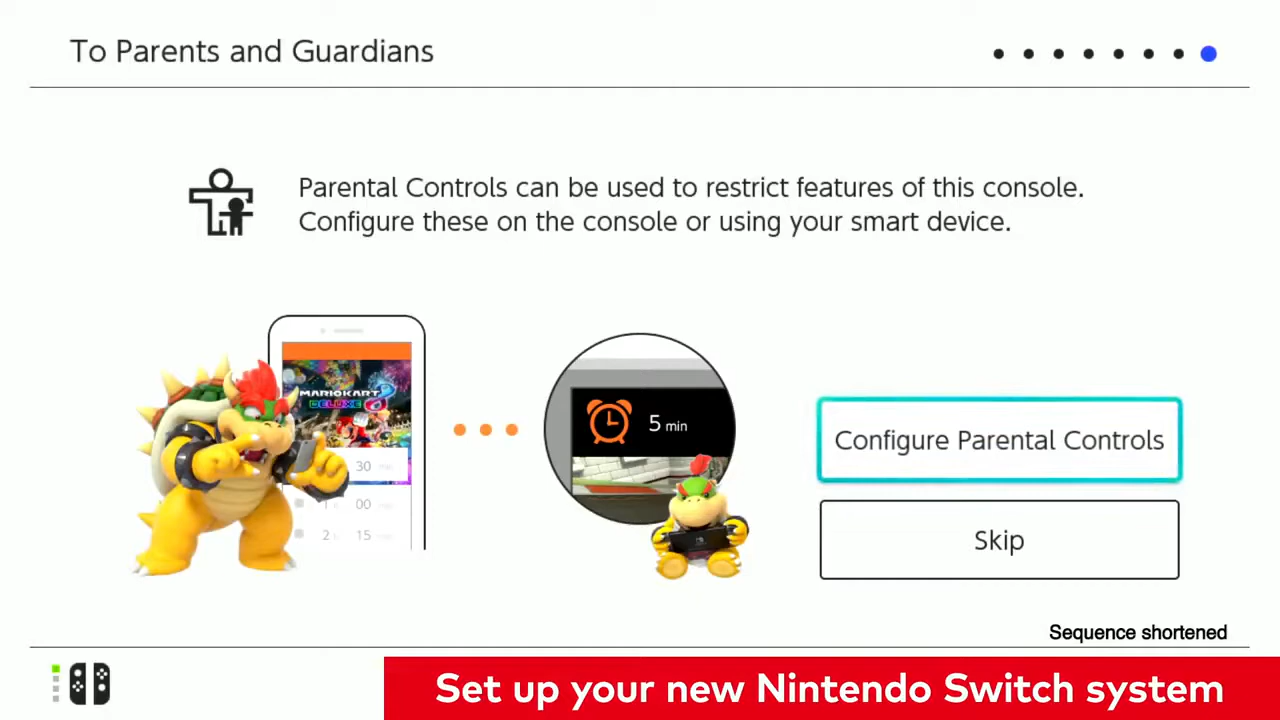 To Parents and Guardians
Parental Controls can be used to restrict features of this console.
Configure these on the console or using your smart device.
MARIOKART 8
DELUXE
30
00
2 15
5 min
Configure Parental Controls
Skip
Sequence shortened
Set up your new Nintendo Switch system